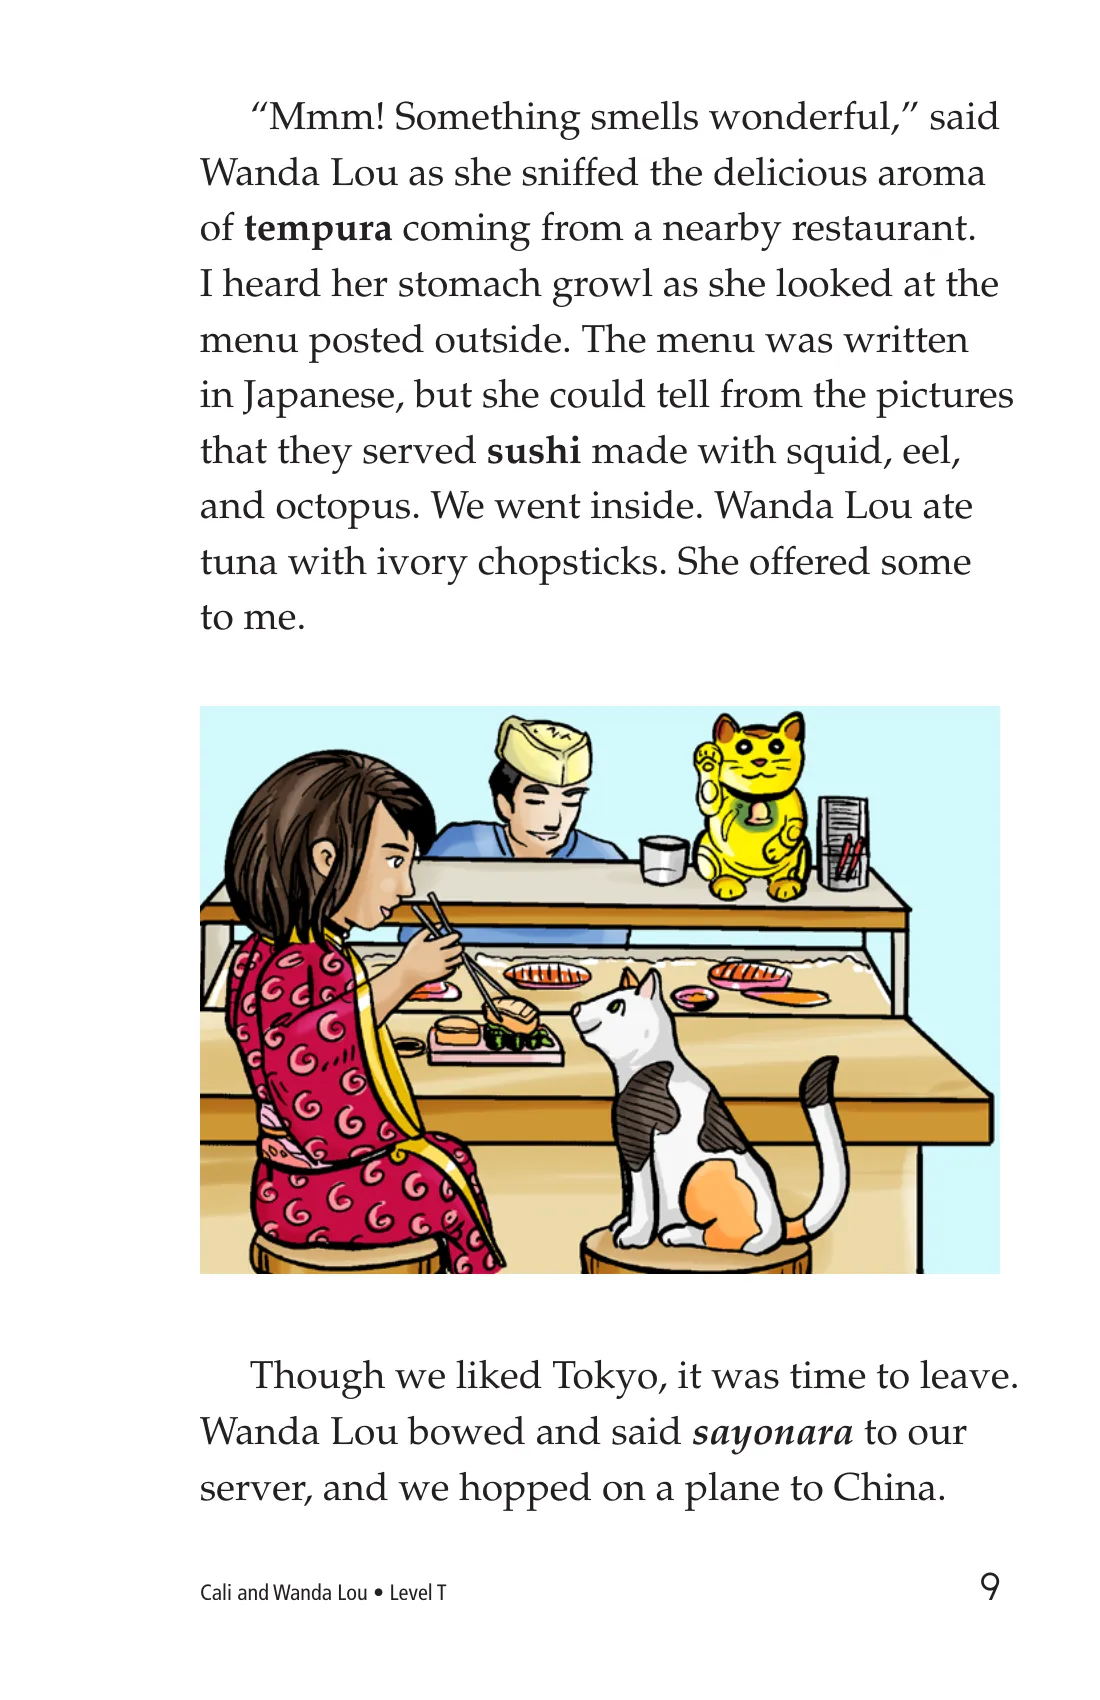 “Mmm! Something smells wonderful,” said
Wanda Lou as she sniffed the delicious aroma
of tempura coming from a nearby restaurant.
I heard her stomach growl as she looked at the
menu posted outside. The menu was written
in Japanese, but she could tell from the pictures
that they served sushi made with squid, eel,
and octopus. We went inside. Wanda Lou ate
tuna with ivory chopsticks. She offered some
to me.
Though we liked Tokyo, it was time to leave.
Wanda Lou bowed and said sayonara to our
server, and we hopped on a plane to China.
Cali and Wanda Lou • Level T
9